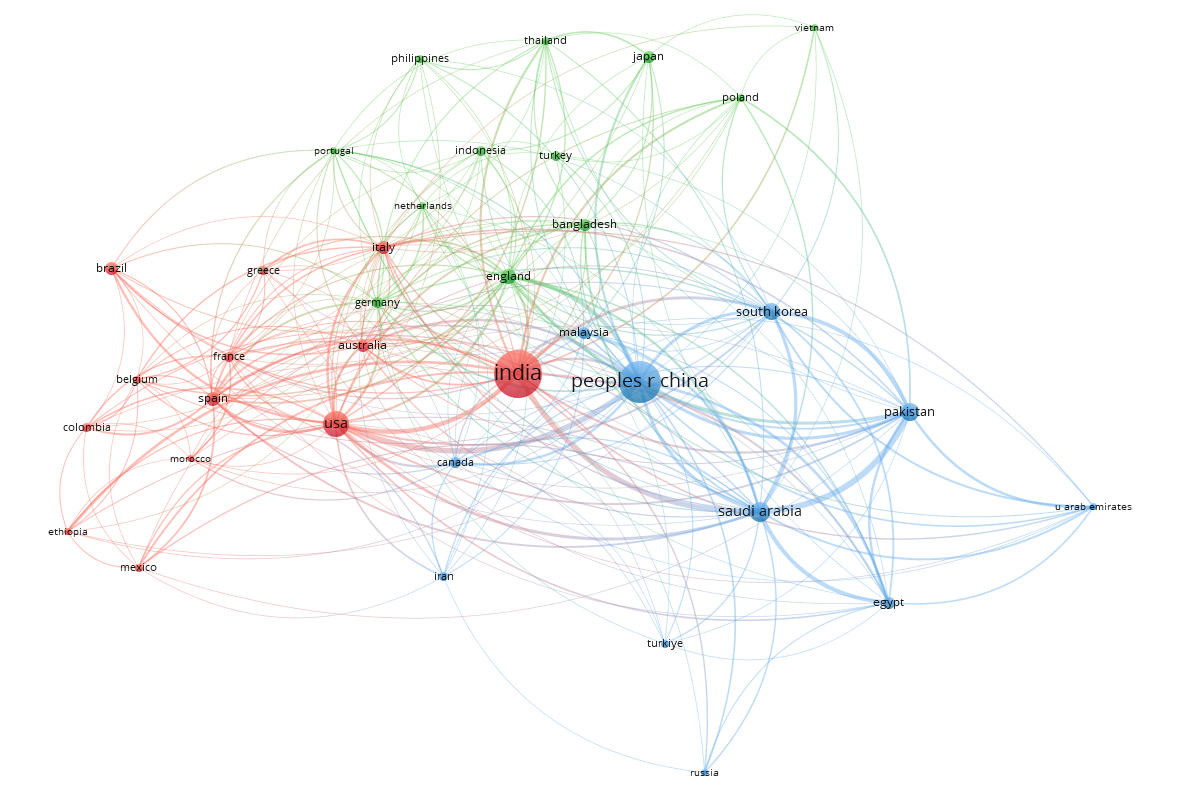 vietnam
thailand
japan
philippines
poland
portugal
indonesia
turkey
netherlands
bangladesh
italy
brazil
greece
england
germany
south korea
malaysia
australia
france
india
peoples r china
belgium
spain
pakistan
usa
colombia
morocco
canada
u arab emirates
saudi arabia
ethiopia
mexico
iran
egypt
turkiye
russia